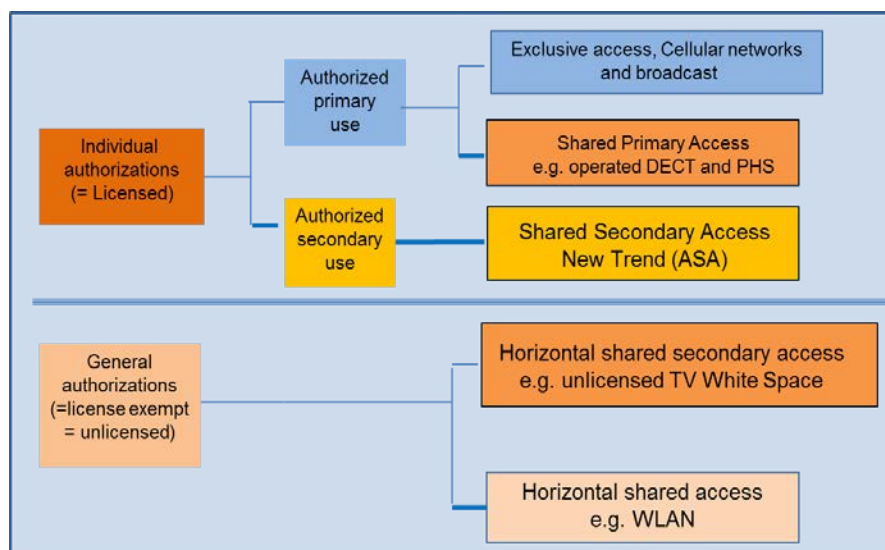 Exclusive access, Cellular networks
and broadcast
Authorized
primary
use
Individual
authorizations
(= Licensed)
Shared Primary Access
e.g. operated DECT and PHS
Authorized
secondary
use
Shared Secondary Access
New Trend (ASA)
General
authorizations
(=license exempt
= unlicensed)
Horizontal shared secondary access
e.g. unlicensed TV White Space
Horizontal shared access
e.g. WLAN